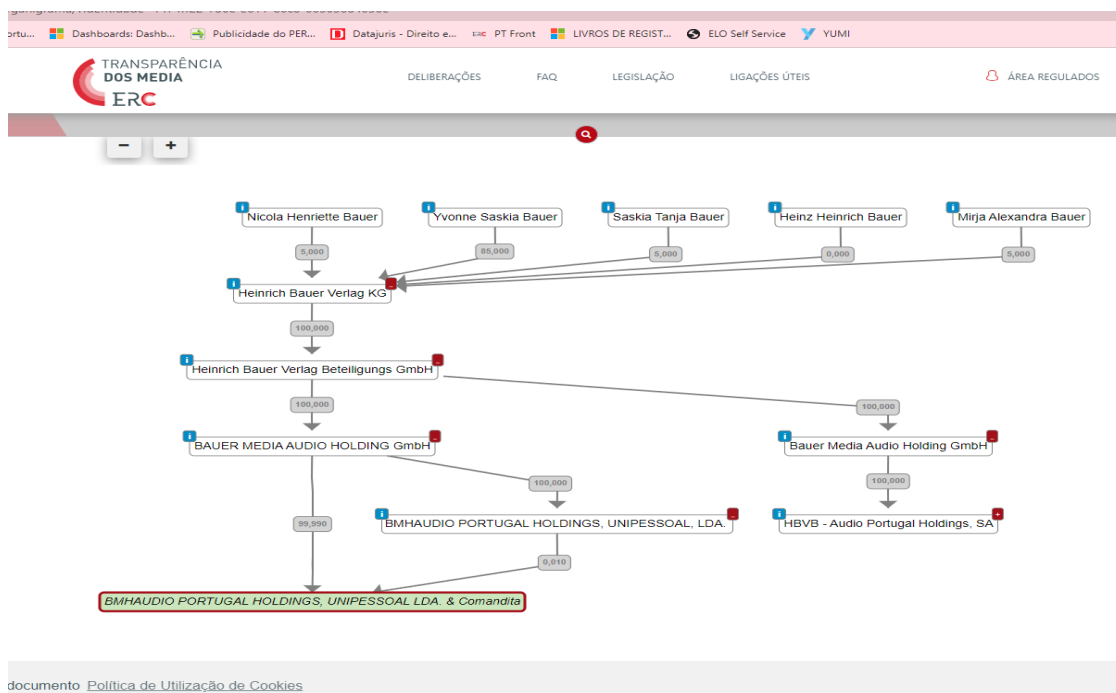 ortu... Dashboards: Dashb... Publicidade do PER... Datajuris - Direito e... ERC PT Front LIVROS DE REGIST... ELO Self Service YUMI
TRANSPARÊNCIA
DOS MEDIA
ERC
DELIBERAÇÕES FAQ LEGISLAÇÃO LIGAÇÕES ÚTEIS ÁREA REGULADOS
− +
Nicola Henriette Bauer Yvonne Saskia Bauer Saskia Tanja Bauer Heinz Heinrich Bauer Mirja Alexandra Bauer
5,000 85,000 5,000 0,000 5,000
Heinrich Bauer Verlag KG
100,000
Heinrich Bauer Verlag Beteiligungs GmbH
100,000 100,000
BAUER MEDIA AUDIO HOLDING GmbH Bauer Media Audio Holding GmbH
100,000 100,000
99,990 BMHAUDIO PORTUGAL HOLDINGS, UNIPESSOAL, LDA. HBVB - Audio Portugal Holdings, SA
0,010
BMHAUDIO PORTUGAL HOLDINGS, UNIPESSOAL LDA. & Comandita
documento Política de Utilização de Cookies